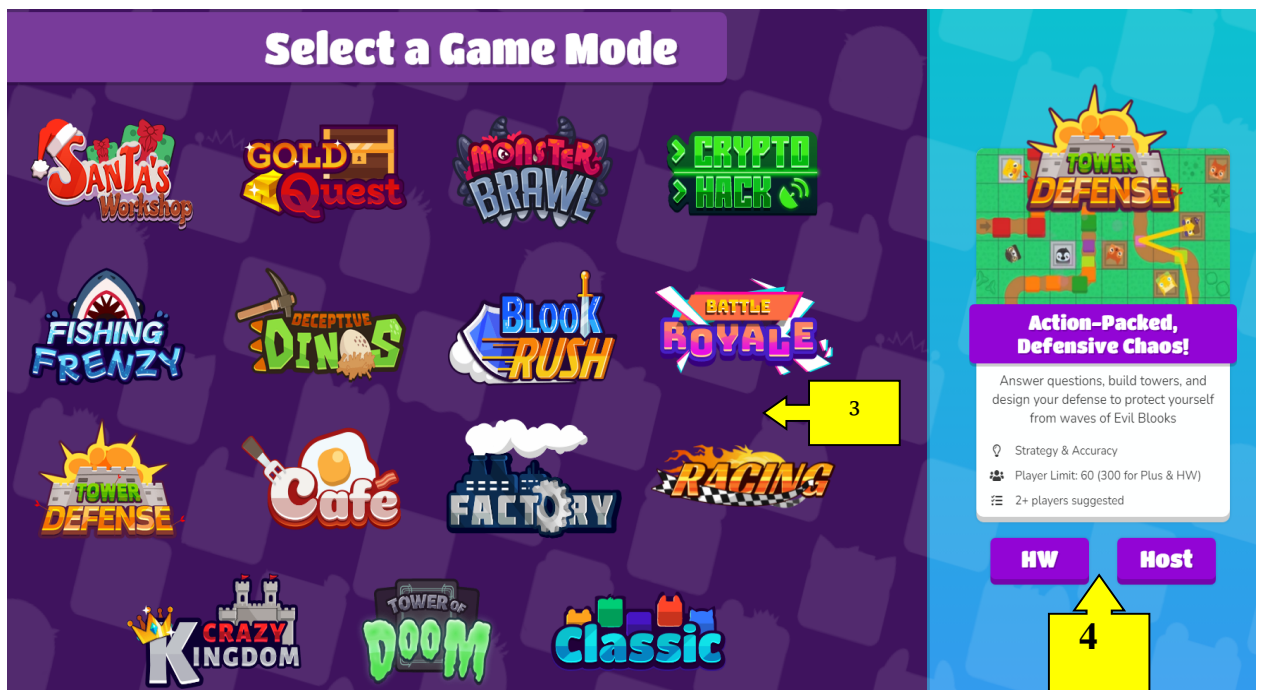 Select a Game Mode
SANTA'S
Workshop
GOLD
Quest
MONSTER
BRAWL
> CRYPTO
> HACK
FISHING
FRENZY
DECEPTIVE
DINOS
BLOOK
RUSH
BATTLE
ROYALE
3
TOWER
DEFENSE
Cafe
FACTORY
RACING
CRAZY
KINGDOM
TOWER OF
DOOM
Classic
TOWER
DEFENSE
Action-Packed,
Defensive Chaos!
Answer questions, build towers, and
design your defense to protect yourself
from waves of Evil Blooks
Strategy & Accuracy
Player Limit: 60 (300 for Plus & HW)
2+ players suggested
HW
Host
4